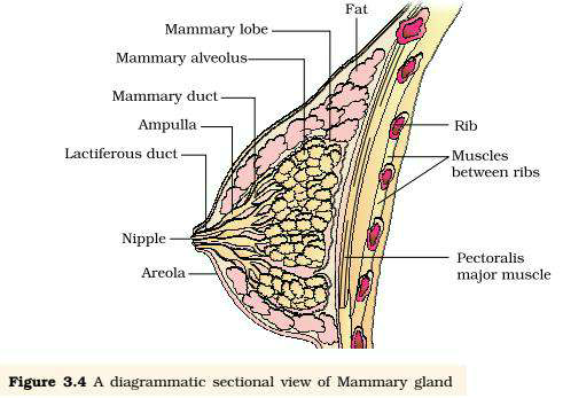 Fat
Mammary lobe
Mammary alveolus
Mammary duct
Ampulla
Lactiferous duct
Nipple
Areola
Rib
Muscles
between ribs
Pectoralis
major muscle
Figure 3.4 A diagrammatic sectional view of Mammary gland